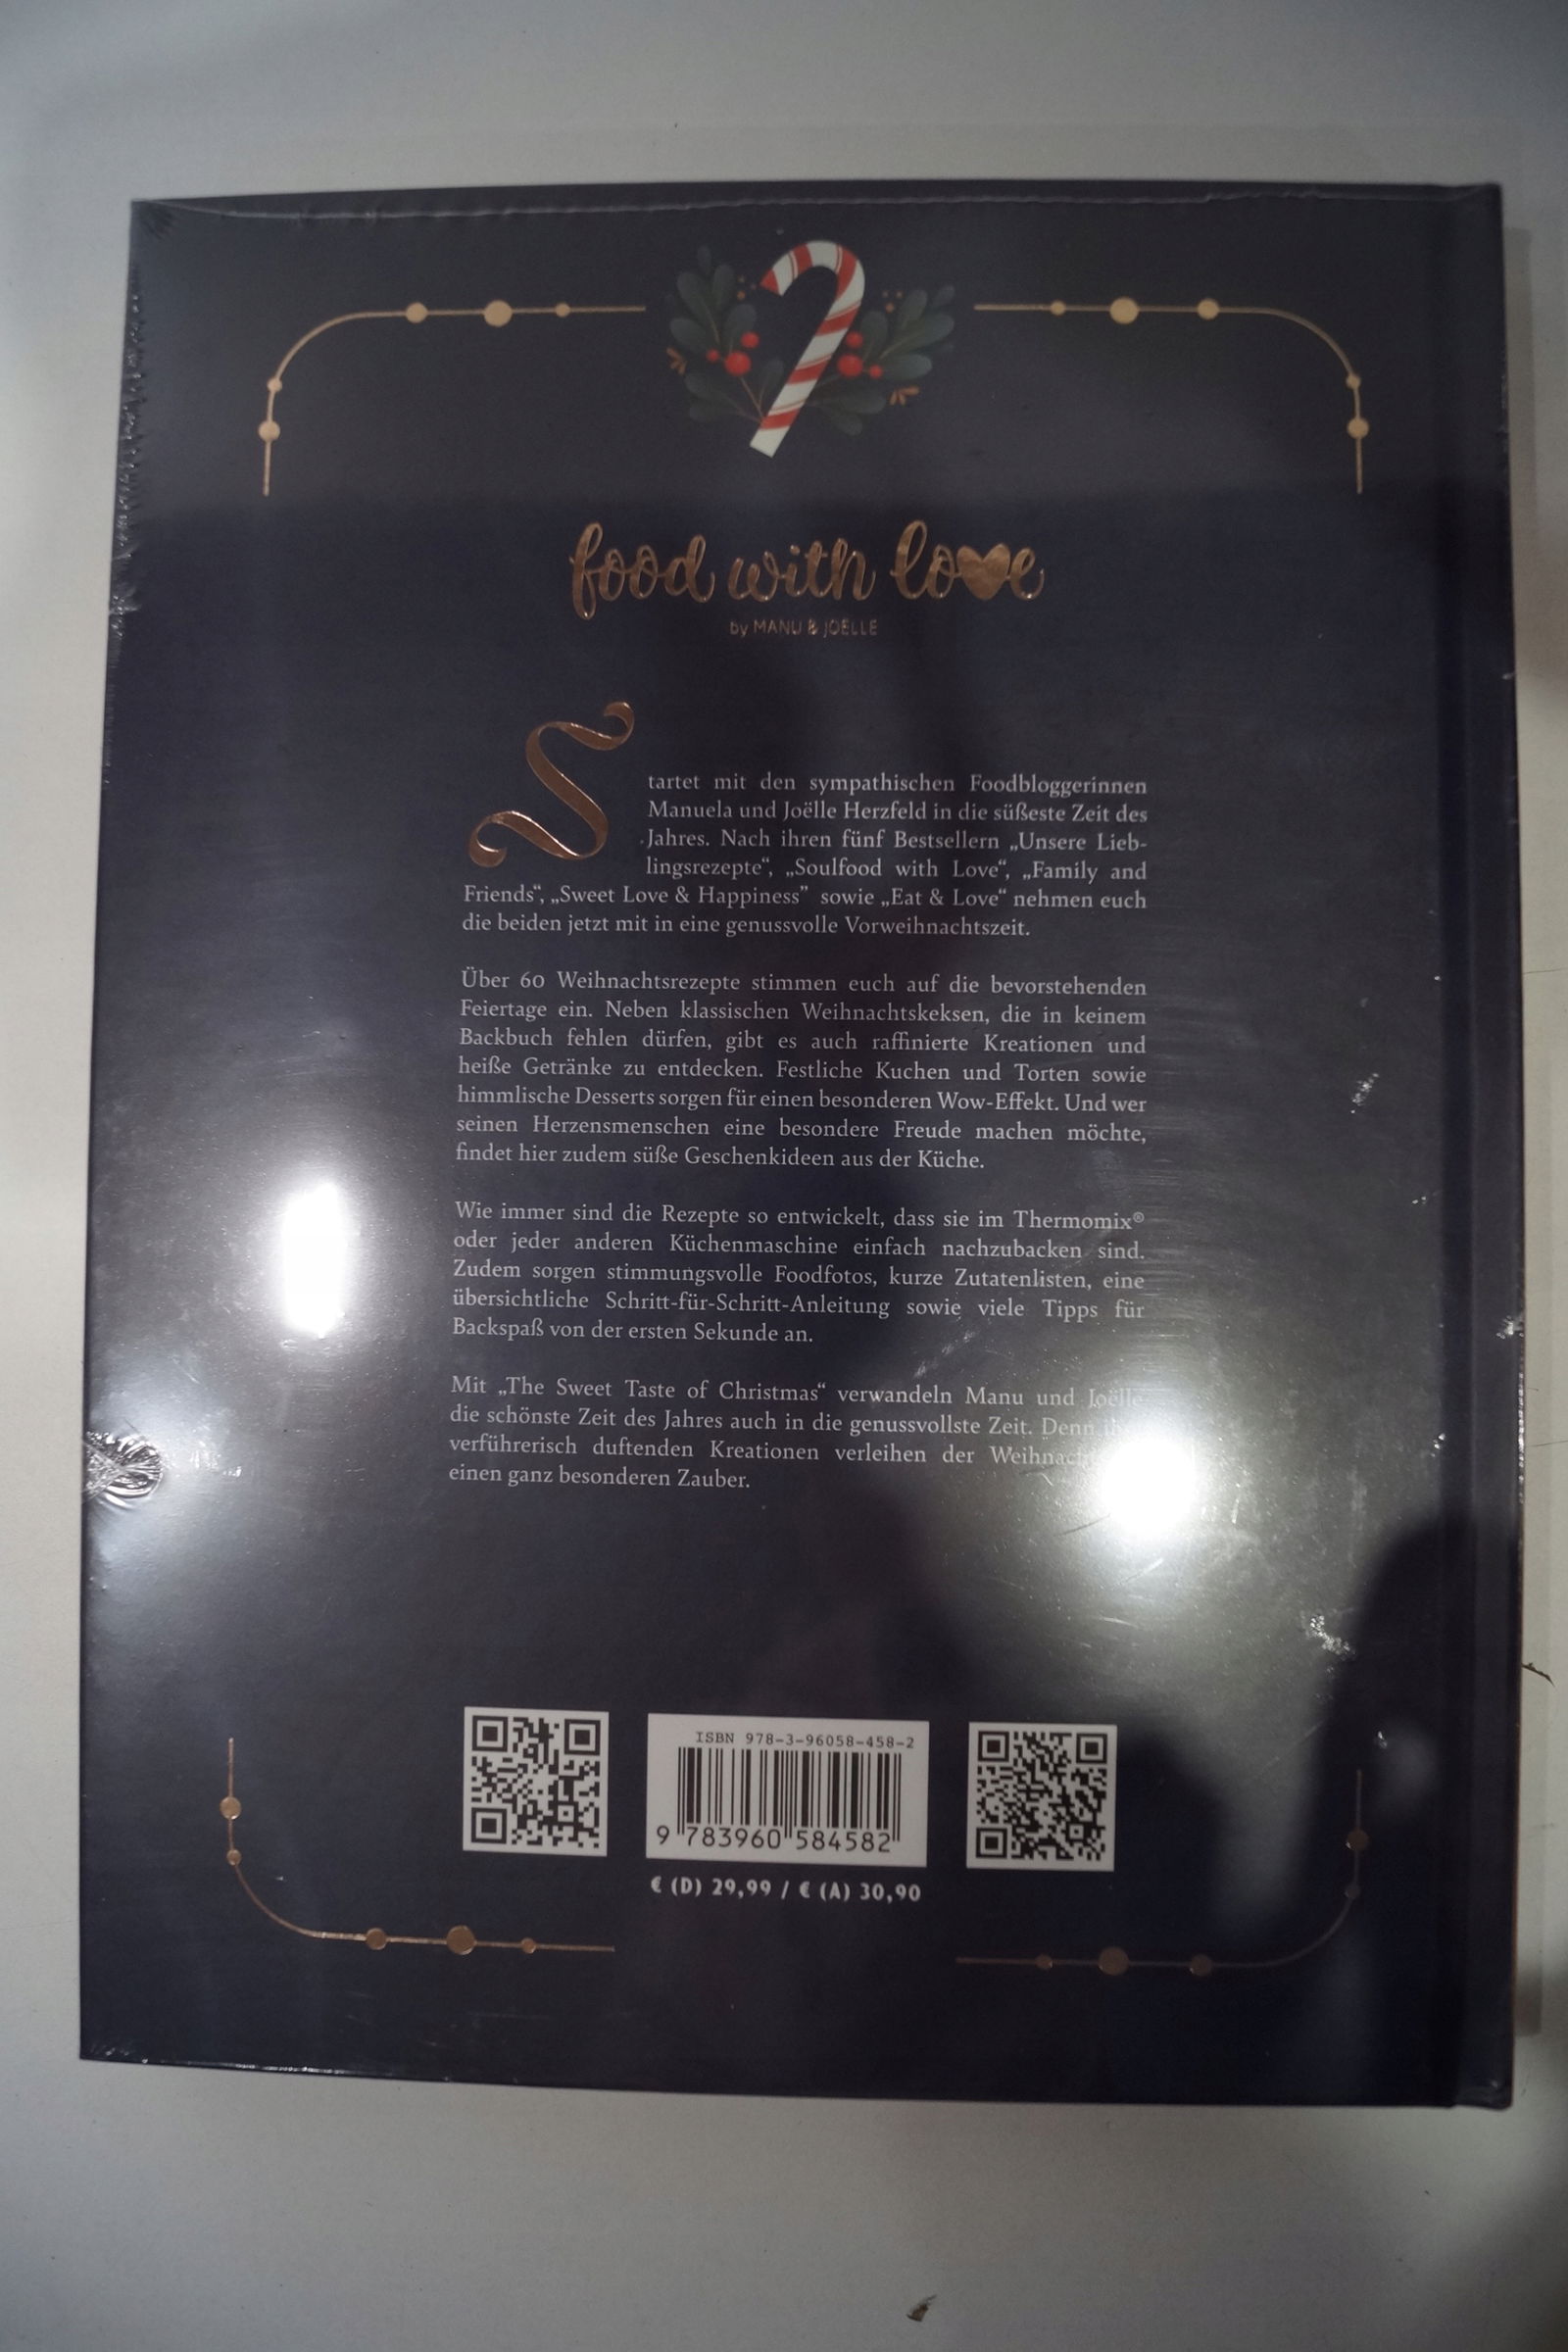 food with love
by MANU & JOËLLE
Startet mit den sympathischen Foodbloggerinnen
Manuela und Joëlle Herzfeld in die süßeste Zeit des
Jahres. Nach ihren fünf Bestsellern „Unsere Lieb-
lingsrezepte“, „Soulfood with Love“, „Family and
Friends“, „Sweet Love & Happiness” sowie „Eat & Love“ nehmen euch
die beiden jetzt mit in eine genussvolle Vorweihnachtszeit.
Über 60 Weihnachtsrezepte stimmen euch auf die bevorstehenden
Feiertage ein. Neben klassischen Weihnachtskeksen, die in keinem
Backbuch fehlen dürfen, gibt es auch raffinierte Kreationen und
heiße Getränke zu entdecken. Festliche Kuchen und Torten sowie
himmlische Desserts sorgen für einen besonderen Wow-Effekt. Und wer
seinen Herzensmenschen eine besondere Freude machen möchte,
findet hier zudem süße Geschenkideen aus der Küche.
Wie immer sind die Rezepte so entwickelt, dass sie im Thermomix®
oder jeder anderen Küchenmaschine einfach nachzubacken sind.
Zudem sorgen stimmungsvolle Foodfotos, kurze Zutatenlisten, eine
übersichtliche Schritt-für-Schritt-Anleitung sowie viele Tipps für
Backspaß von der ersten Sekunde an.
Mit „The Sweet Taste of Christmas“ verwandeln Manu und Joëlle
die schönste Zeit des Jahres auch in die genussvollste Zeit. Denn
verführerisch duftenden Kreationen verleihen der
einen ganz besonderen Zauber.
ISBN 978-3-96058-458-2
9 783960 584582
€ (D) 29,99 / € (A) 30,90